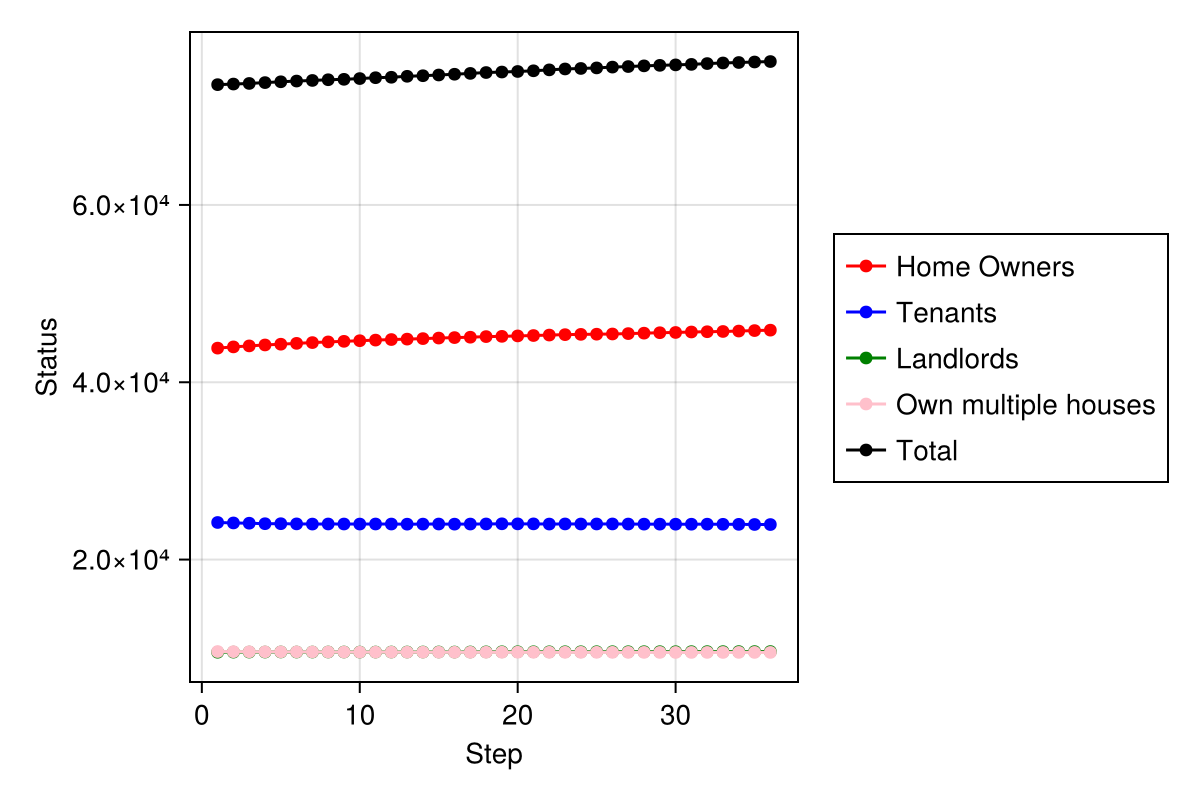 6.0×10⁴
4.0×10⁴
2.0×10⁴
Status
0 10 20 30
Step
Home Owners
Tenants
Landlords
Own multiple houses
Total